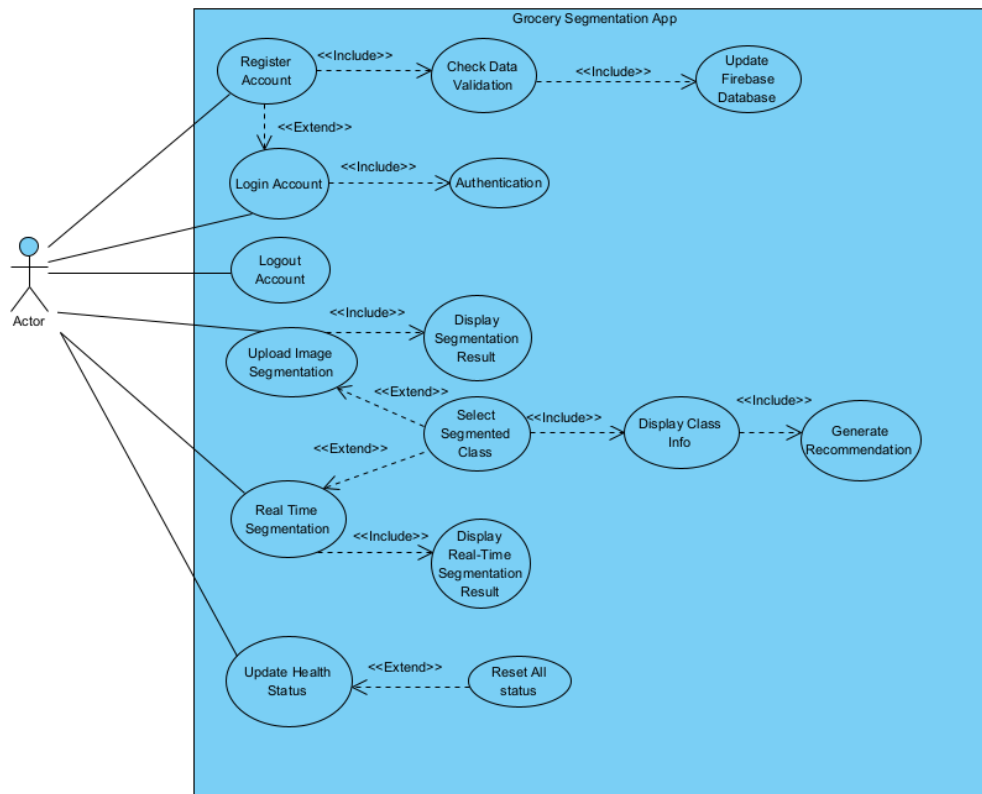 Grocery Segmentation App
Register
Account
<<Include>>
Check Data
Validation
<<Include>>
Update
Firebase
Database
<<Extend>>
Login Account
<<Include>>
Authentication
Logout
Account
Actor
Upload Image
Segmentation
<<Include>>
Display
Segmentation
Result
<<Extend>>
Select
Segmented
Class
<<Include>>
Display Class
Info
<<Include>>
Generate
Recommendation
<<Extend>>
Real Time
Segmentation
<<Include>>
Display
Real-Time
Segmentation
Result
Update Health
Status
<<Extend>>
Reset All
status